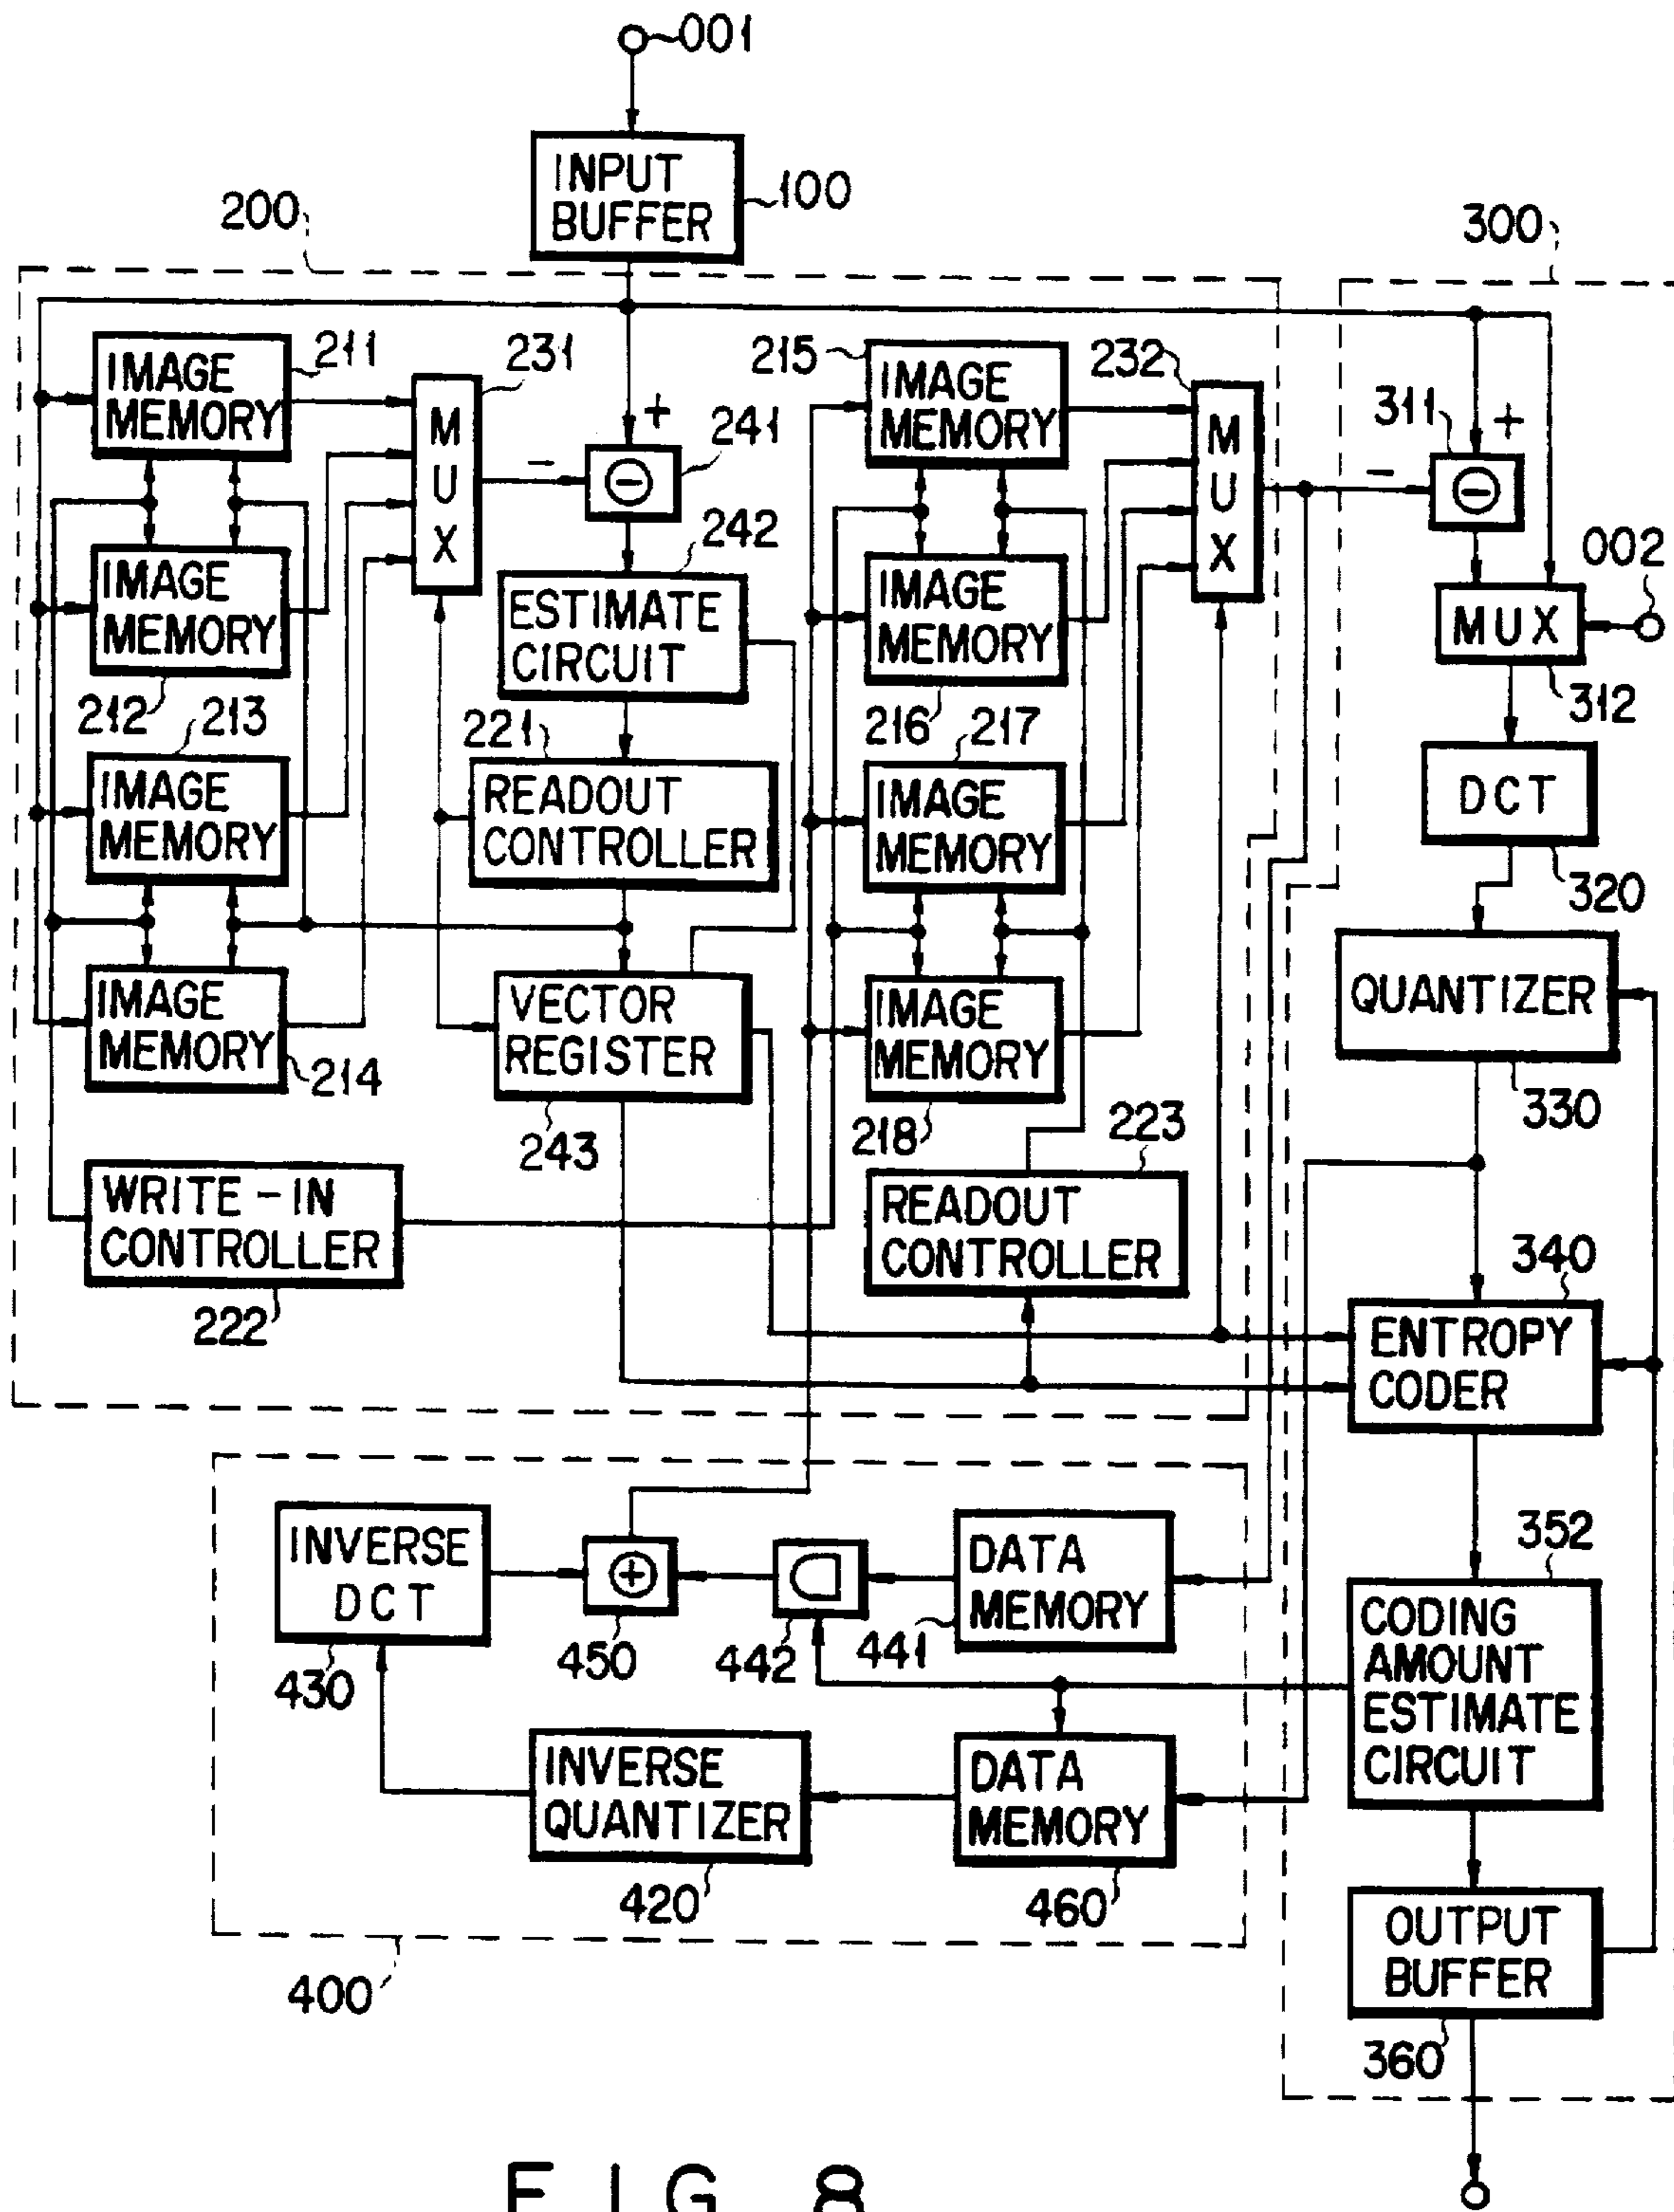 001
INPUT
BUFFER
100
200
300
IMAGE
MEMORY
211
231
M
U
X
+
-
241
215
IMAGE
MEMORY
232
M
U
X
311
+
-
002
242
ESTIMATE
CIRCUIT
IMAGE
MEMORY
212
IMAGE
MEMORY
216
MUX
312
213
IMAGE
MEMORY
221
READOUT
CONTROLLER
217
IMAGE
MEMORY
DCT
320
IMAGE
MEMORY
214
VECTOR
REGISTER
243
IMAGE
MEMORY
218
QUANTIZER
330
WRITE-IN
CONTROLLER
222
223
READOUT
CONTROLLER
340
ENTROPY
CODER
INVERSE
DCT
430
+
450
442
DATA
MEMORY
441
352
CODING
AMOUNT
ESTIMATE
CIRCUIT
INVERSE
QUANTIZER
420
DATA
MEMORY
460
OUTPUT
BUFFER
360
400
FIG. 8